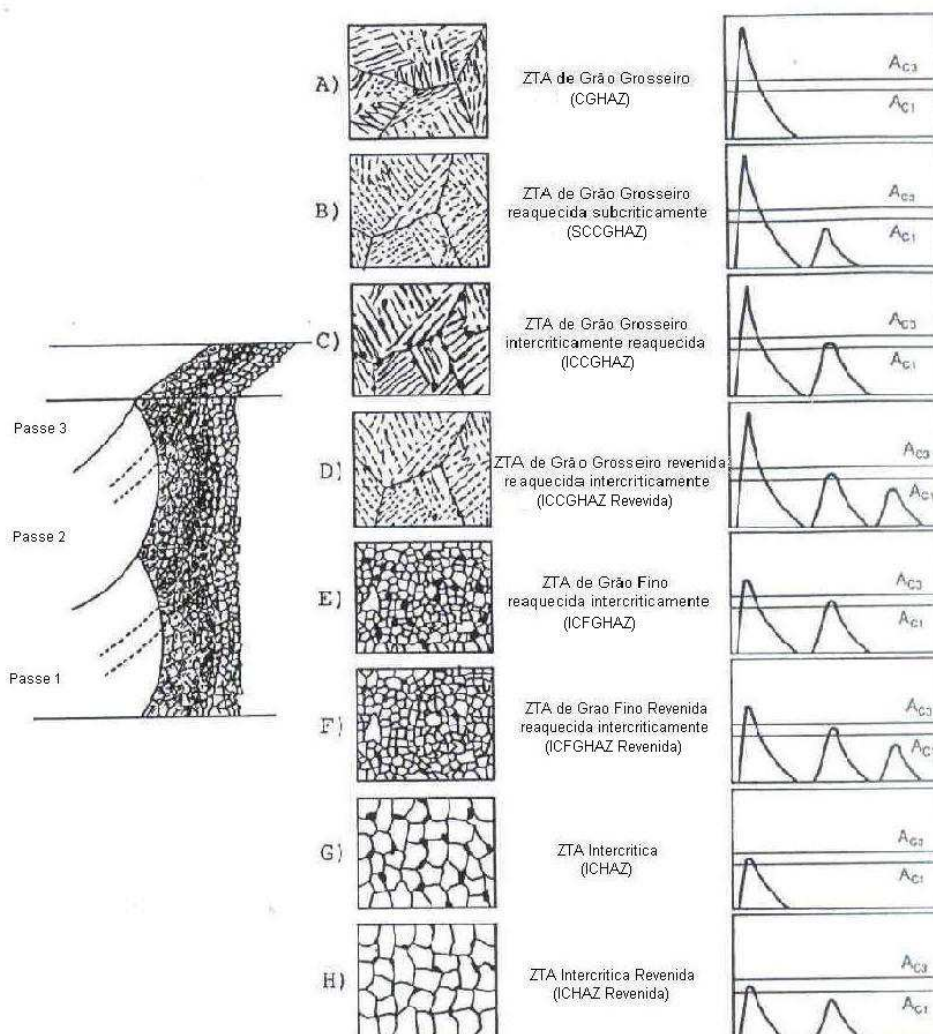 A)
ZTA de Grão Grosseiro
(CGHAZ)
AC3
AC1
B)
ZTA de Grão Grosseiro
reaquecida subcriticamente
(SCCGHAZ)
AC3
AC1
C)
ZTA de Grão Grosseiro
intercriticamente reaquecida
(ICCGHAZ)
AC3
AC1
D)
ZTA de Grão Grosseiro revenida
reaquecida intercriticamente
(ICCGHAZ Revevida)
AC3
AC1
E)
ZTA de Grão Fino
reaquecida intercriticamente
(ICFGHAZ)
AC3
AC1
F)
ZTA de Grao Fino Revenida
reaquecida intercriticamente
(ICFGHAZ Revenida)
AC3
AC1
G)
ZTA Intercritica
(ICHAZ)
AC3
AC1
H)
ZTA Intercritica Revenida
(ICHAZ Revenida)
AC3
AC1
Passe 3
Passe 2
Passe 1